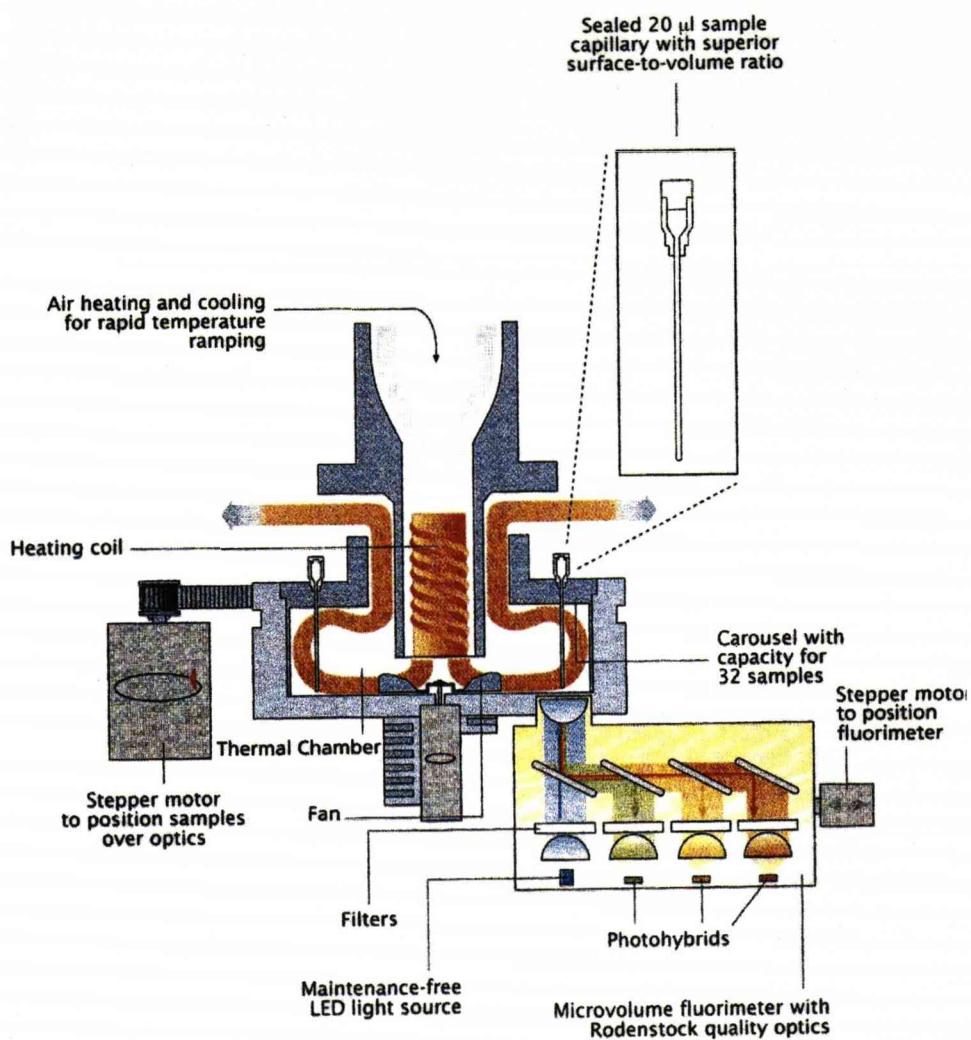 Sealed 20 µl sample
capillary with superior
surface-to-volume ratio
Air heating and cooling
for rapid temperature
ramping
Heating coil
Carousel with
capacity for
32 samples
Stepper motor
to position
fluorimeter
Thermal Chamber
Stepper motor
to position samples
over optics
Fan
Filters
Photohybrids
Maintenance-free
LED light source
Microvolume fluorimeter with
Rodenstock quality optics